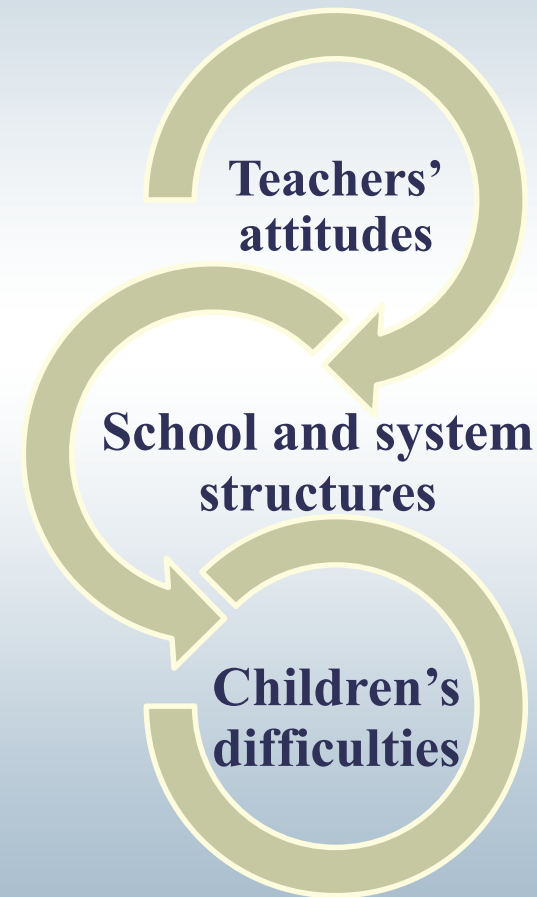 Teachers’
attitudes
School and system
structures
Children’s
difficulties